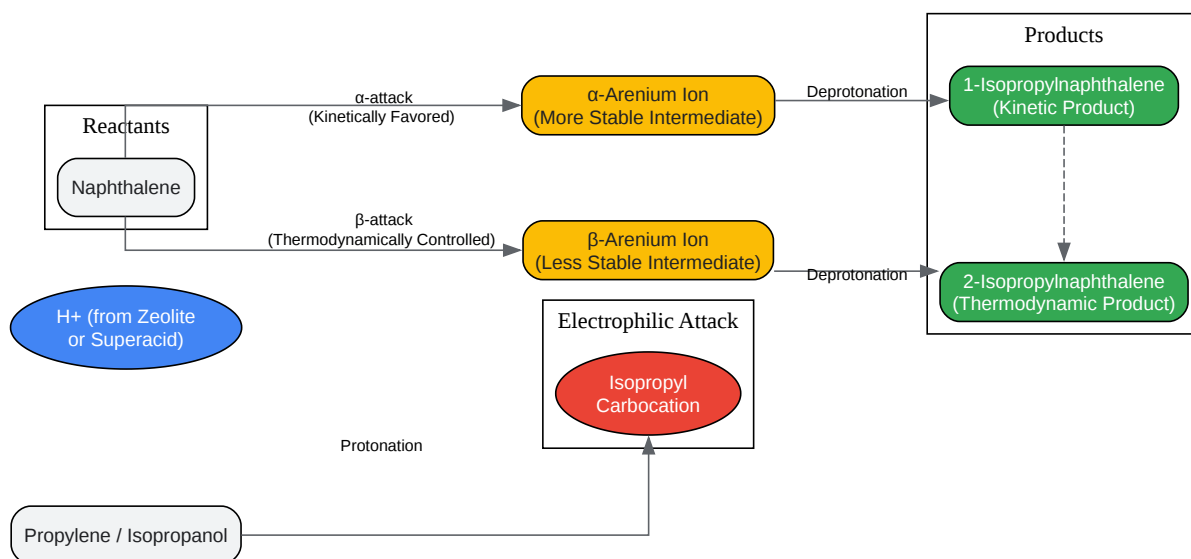 Products
Reactants
Naphthalene
α-attack
(Kinetically Favored)
α-Arenium Ion
(More Stable Intermediate)
Deprotonation
1-Isopropylnaphthalene
(Kinetic Product)
β-attack
(Thermodynamically Controlled)
β-Arenium Ion
(Less Stable Intermediate)
Deprotonation
2-Isopropylnaphthalene
(Thermodynamic Product)
H+ (from Zeolite
or Superacid)
Electrophilic Attack
Isopropyl
Carbocation
Protonation
Propylene / Isopropanol